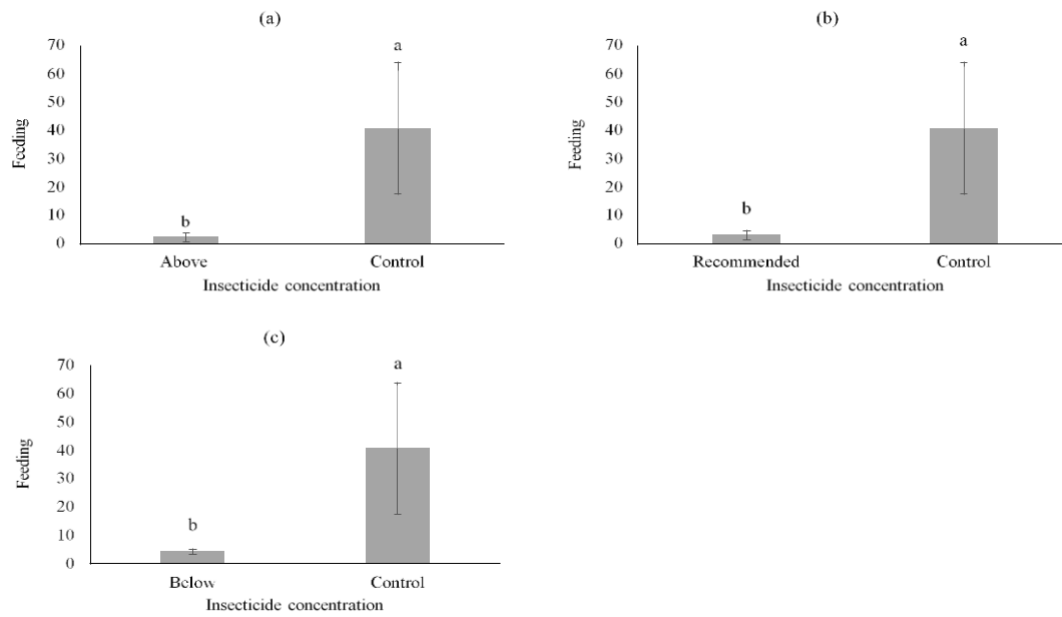 (a)
70
60
50
40
30
20
10
0
Feeding
a
b
Above
Control
Insecticide concentration
(b)
70
60
50
40
30
20
10
0
Feeding
a
b
Recommended
Control
Insecticide concentration
(c)
70
60
50
40
30
20
10
0
Feeding
a
b
Below
Control
Insecticide concentration